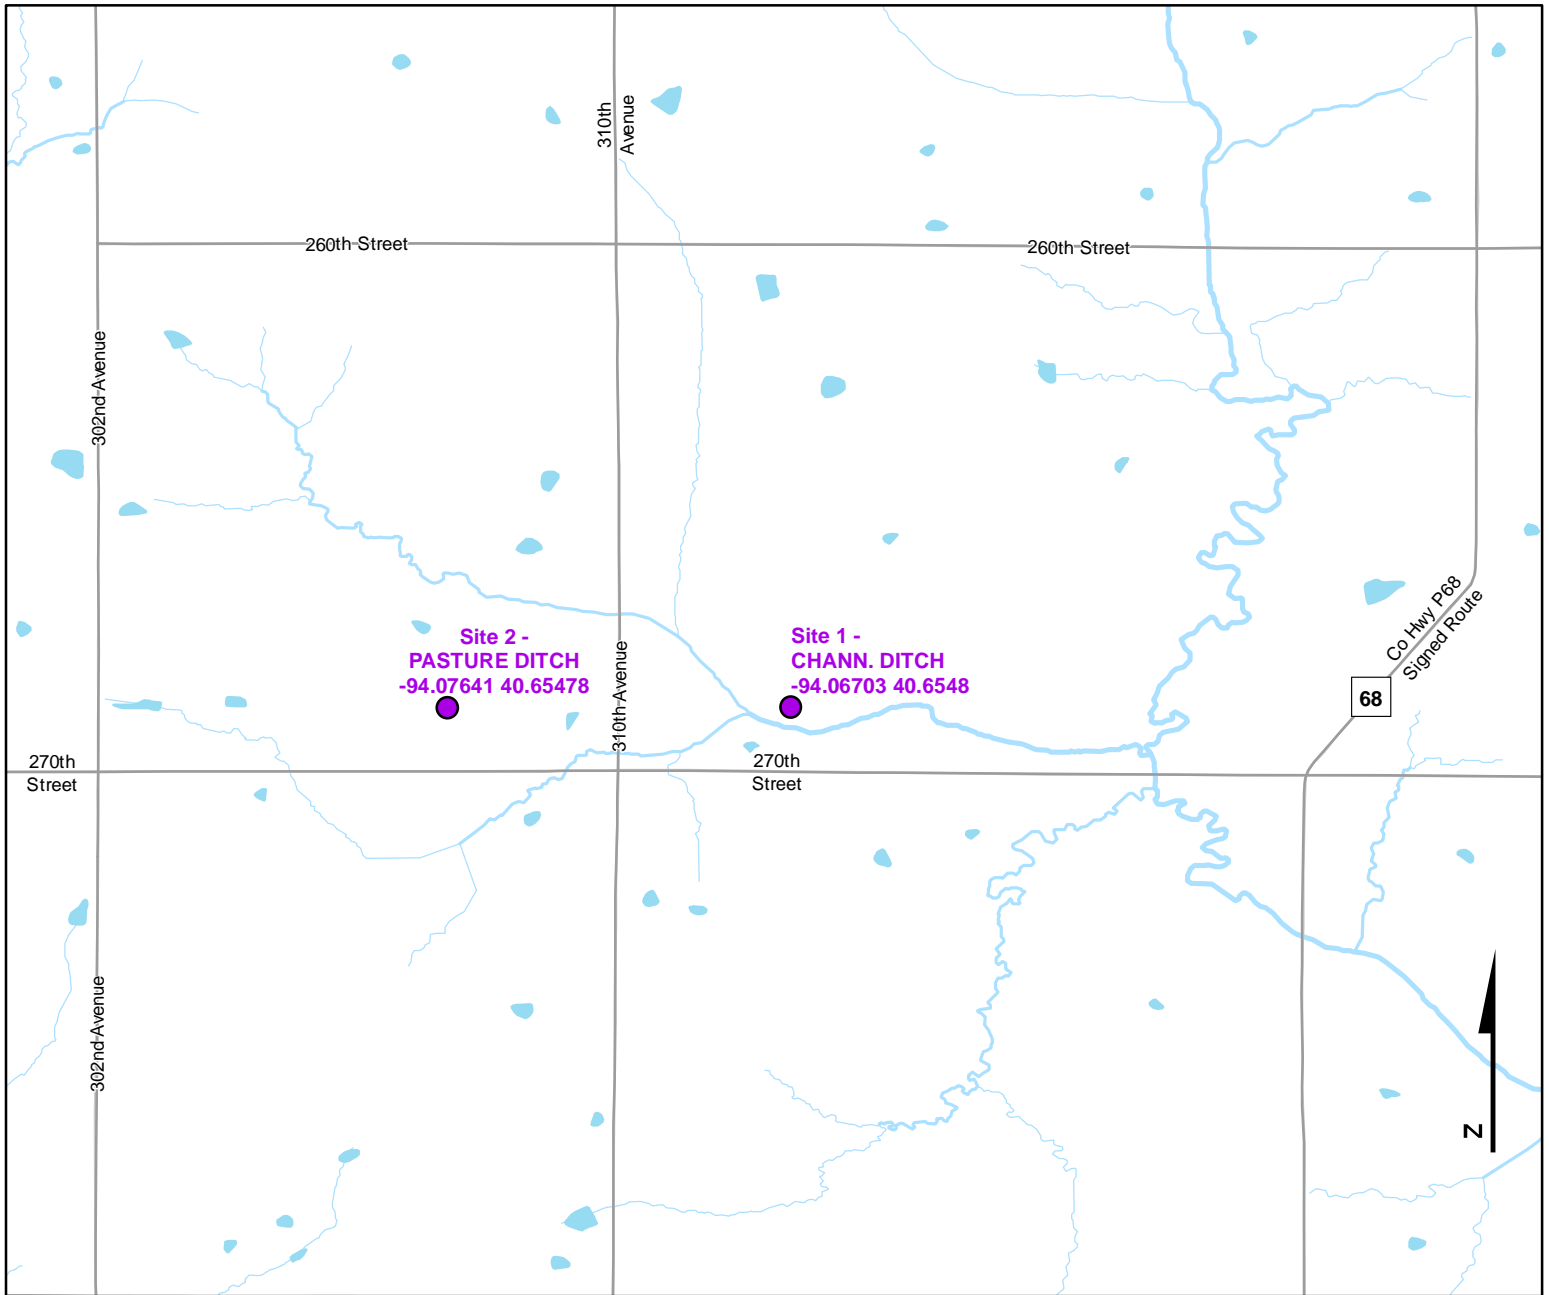 310th
Avenue
260th Street
260th Street
302nd Avenue
Co Hwy P68
Signed Route
68
Site 2 -
PASTURE DITCH
-94.07641 40.65478
Site 1 -
CHANN. DITCH
-94.06703 40.6548
310th Avenue
270th
Street
270th
Street
302nd Avenue
N